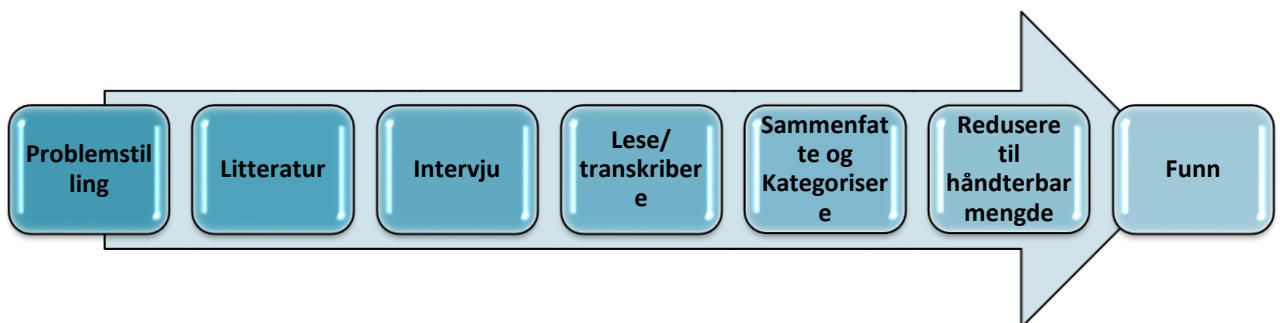 Problemstil
ling
Litteratur
Intervju
Lese/
transkriber
e
Sammenfat
te og
Kategoriser
e
Redusere
til
håndterbar
mengde
Funn